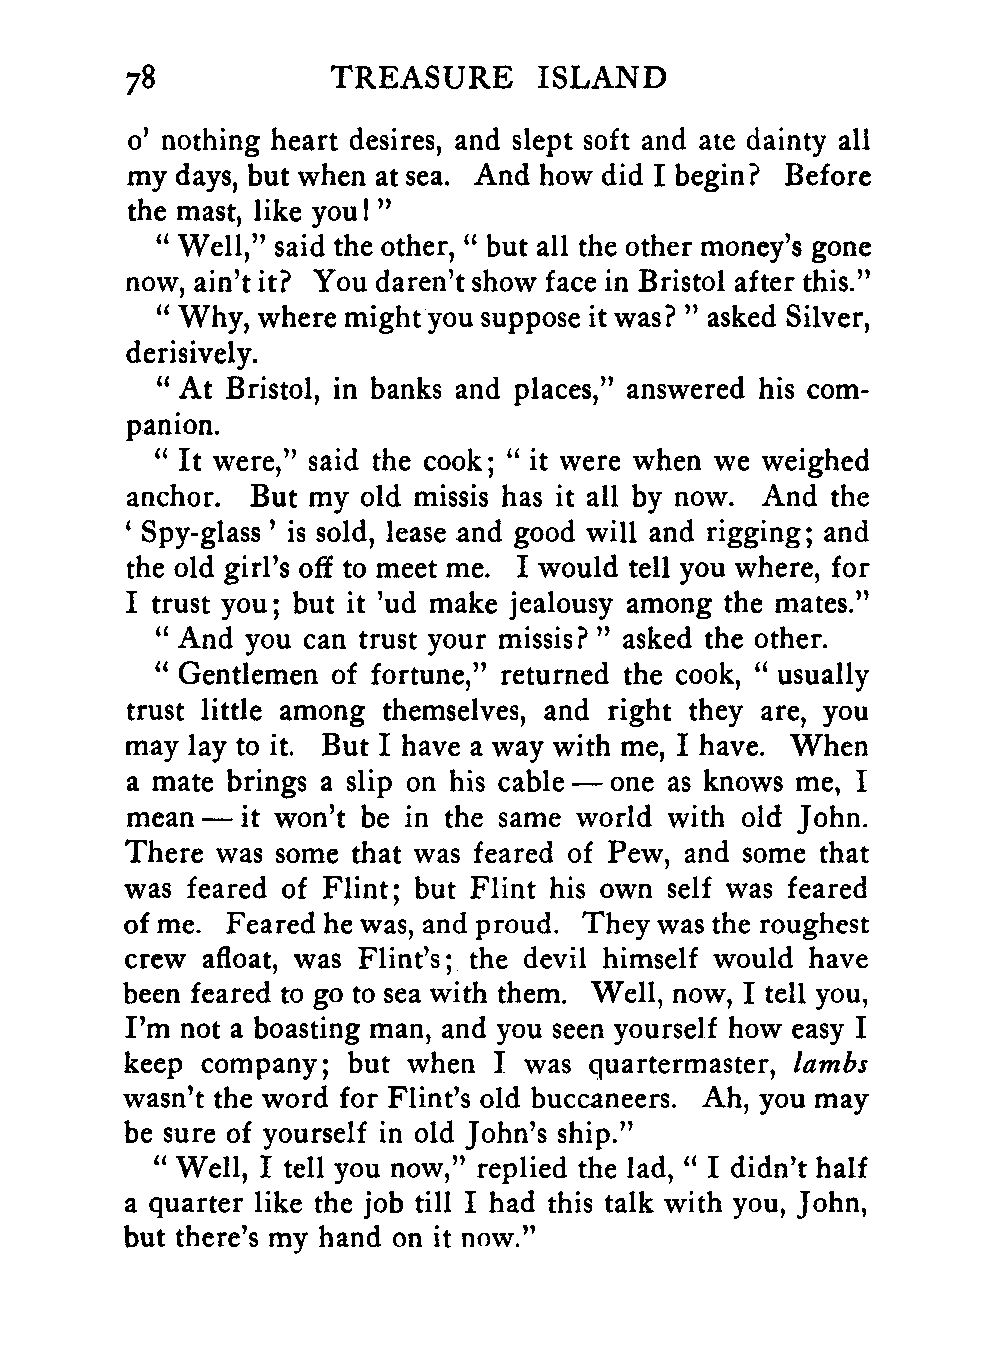 78 TREASURE ISLAND
o' nothing heart desires, and slept soft and ate dainty all
my days, but when at sea. And how did I begin? Before
the mast, like you!"
"Well," said the other, "but all the other money's gone
now, ain't it? You daren't show face in Bristol after this."
"Why, where might you suppose it was?" asked Silver,
derisively.
"At Bristol, in banks and places," answered his com-
panion.
"It were," said the cook; "it were when we weighed
anchor. But my old missis has it all by now. And the
'Spy-glass' is sold, lease and good will and rigging; and
the old girl's off to meet me. I would tell you where, for
I trust you; but it 'ud make jealousy among the mates."
"And you can trust your missis?" asked the other.
"Gentlemen of fortune," returned the cook, "usually
trust little among themselves, and right they are, you
may lay to it. But I have a way with me, I have. When
a mate brings a slip on his cable — one as knows me, I
mean — it won't be in the same world with old John.
There was some that was feared of Pew, and some that
was feared of Flint; but Flint his own self was feared
of me. Feared he was, and proud. They was the roughest
crew afloat, was Flint's; the devil himself would have
been feared to go to sea with them. Well, now, I tell you,
I'm not a boasting man, and you seen yourself how easy I
keep company; but when I was quartermaster, lambs
wasn't the word for Flint's old buccaneers. Ah, you may
be sure of yourself in old John's ship."
"Well, I tell you now," replied the lad, "I didn't half
a quarter like the job till I had this talk with you, John,
but there's my hand on it now."